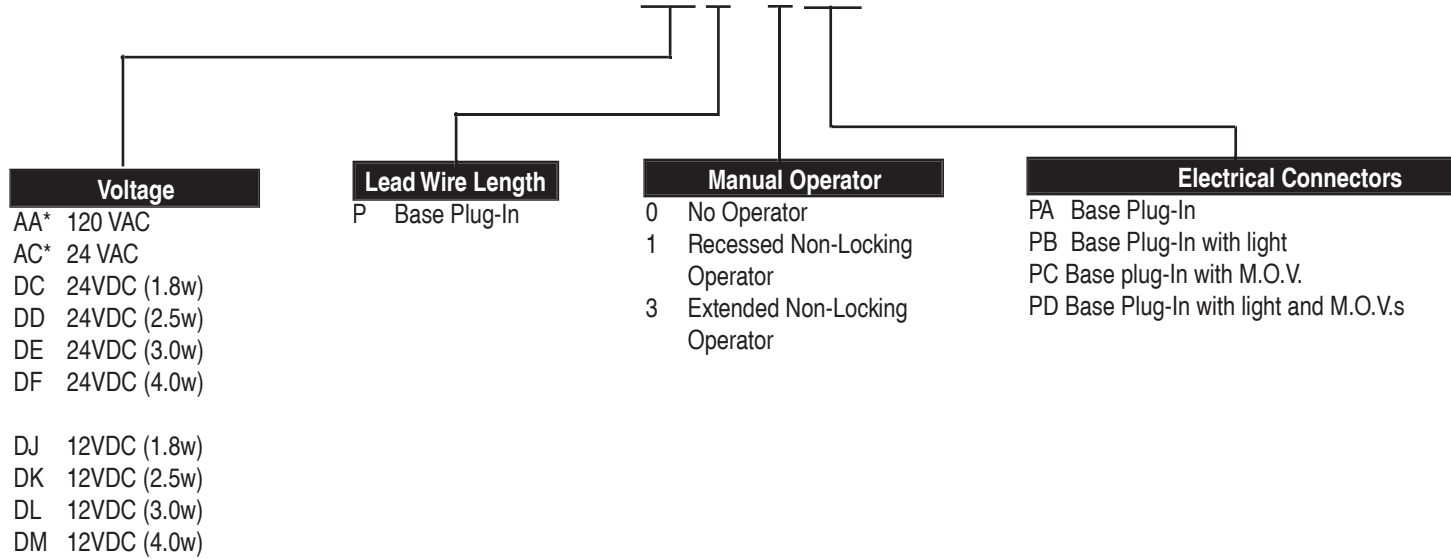 Voltage
AA* 120 VAC
AC* 24 VAC
DC 24VDC (1.8w)
DD 24VDC (2.5w)
DE 24VDC (3.0w)
DF 24VDC (4.0w)
DJ 12VDC (1.8w)
DK 12VDC (2.5w)
DL 12VDC (3.0w)
DM 12VDC (4.0w)
Lead Wire Length
P Base Plug-In
Manual Operator
0 No Operator
1 Recessed Non-Locking
Operator
3 Extended Non-Locking
Operator
Electrical Connectors
PA Base Plug-In
PB Base Plug-In with light
PC Base plug-In with M.O.V.
PD Base Plug-In with light and M.O.V.s